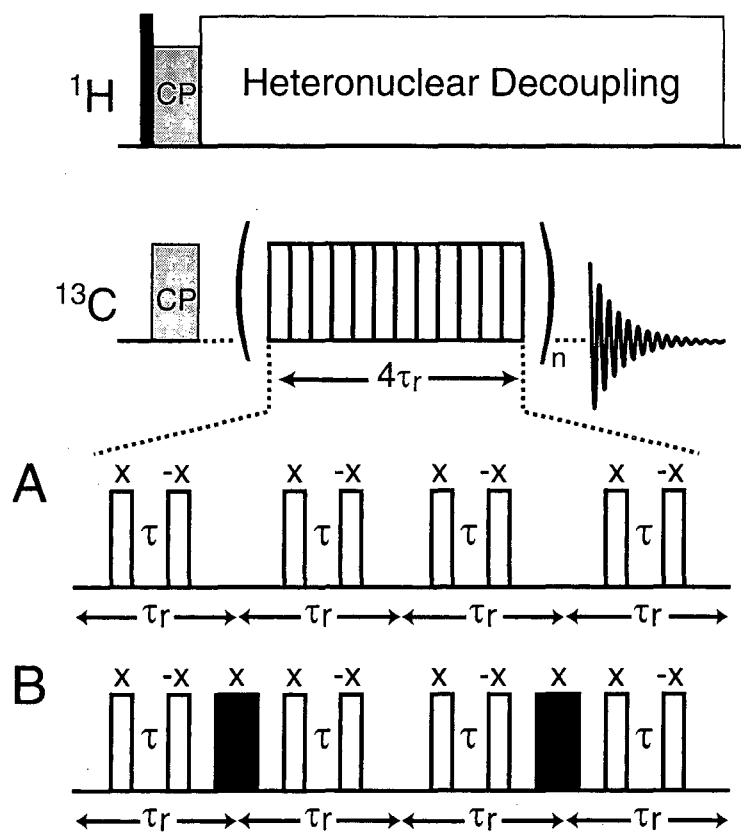 ¹H CP Heteronuclear Decoupling
¹³C CP ( ) n
4τr
A x -x x -x x -x x -x
τ τ τ τ
τr τr τr τr
B x -x x x -x x -x x x -x
τ τ τ τ
τr τr τr τr